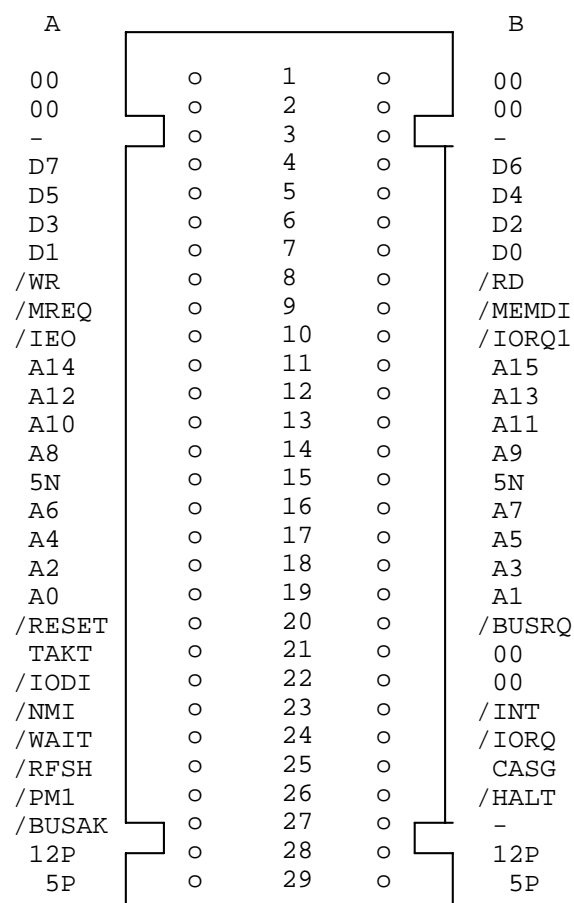 A B
00 o 1 o 00
00 o 2 o 00
- o 3 o -
D7 o 4 o D6
D5 o 5 o D4
D3 o 6 o D2
D1 o 7 o D0
/WR o 8 o /RD
/MREQ o 9 o /MEMDI
/IEO o 10 o /IORQ1
A14 o 11 o A15
A12 o 12 o A13
A10 o 13 o A11
A8 o 14 o A9
5N o 15 o 5N
A6 o 16 o A7
A4 o 17 o A5
A2 o 18 o A3
A0 o 19 o A1
/RESET o 20 o /BUSRQ
TAKT o 21 o 00
/IODI o 22 o 00
/NMI o 23 o /INT
/WAIT o 24 o /IORQ
/RFSH o 25 o CASG
/PM1 o 26 o /HALT
/BUSAK o 27 o -
12P o 28 o 12P
5P o 29 o 5P